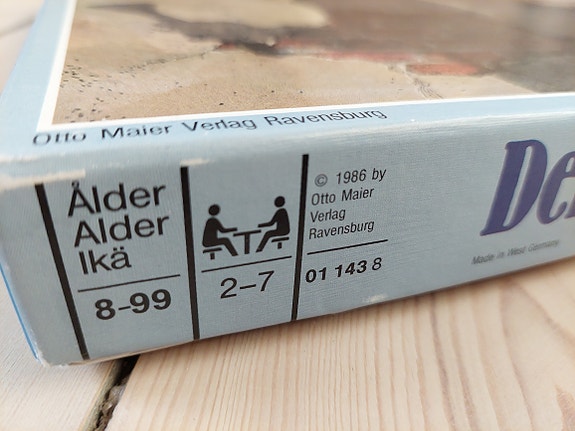 Otto Maier Verlag Ravensburg
Ålder
Alder
Ikä
8-99
2-7
© 1986 by
Otto Maier
Verlag
Ravensburg
01 143 8
De
Made in West Germany